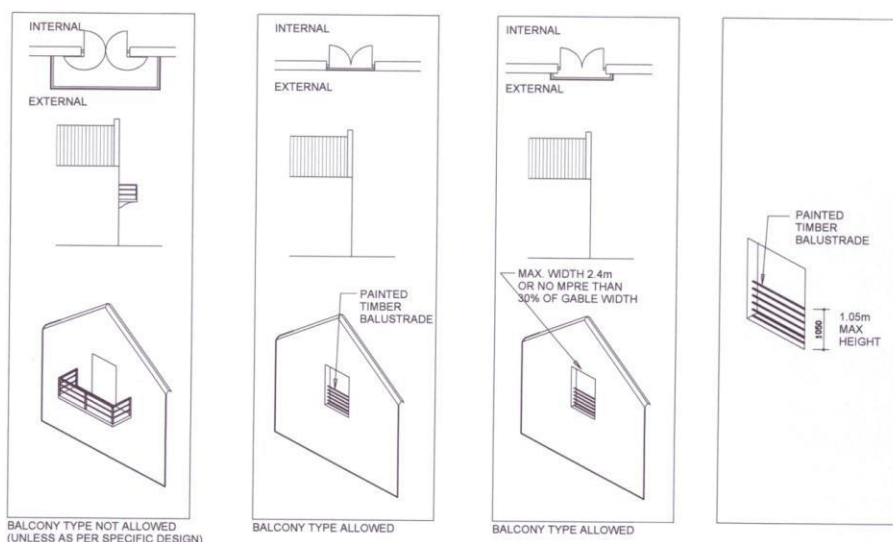 INTERNAL
EXTERNAL
BALCONY TYPE NOT ALLOWED
(UNLESS AS PER SPECIFIC DESIGN)
INTERNAL
EXTERNAL
PAINTED
TIMBER
BALUSTRADE
BALCONY TYPE ALLOWED
INTERNAL
EXTERNAL
MAX. WIDTH 2.4m
OR NO MPRE THAN
30% OF GABLE WIDTH
BALCONY TYPE ALLOWED
PAINTED
TIMBER
BALUSTRADE
1050
1.05m
MAX
HEIGHT